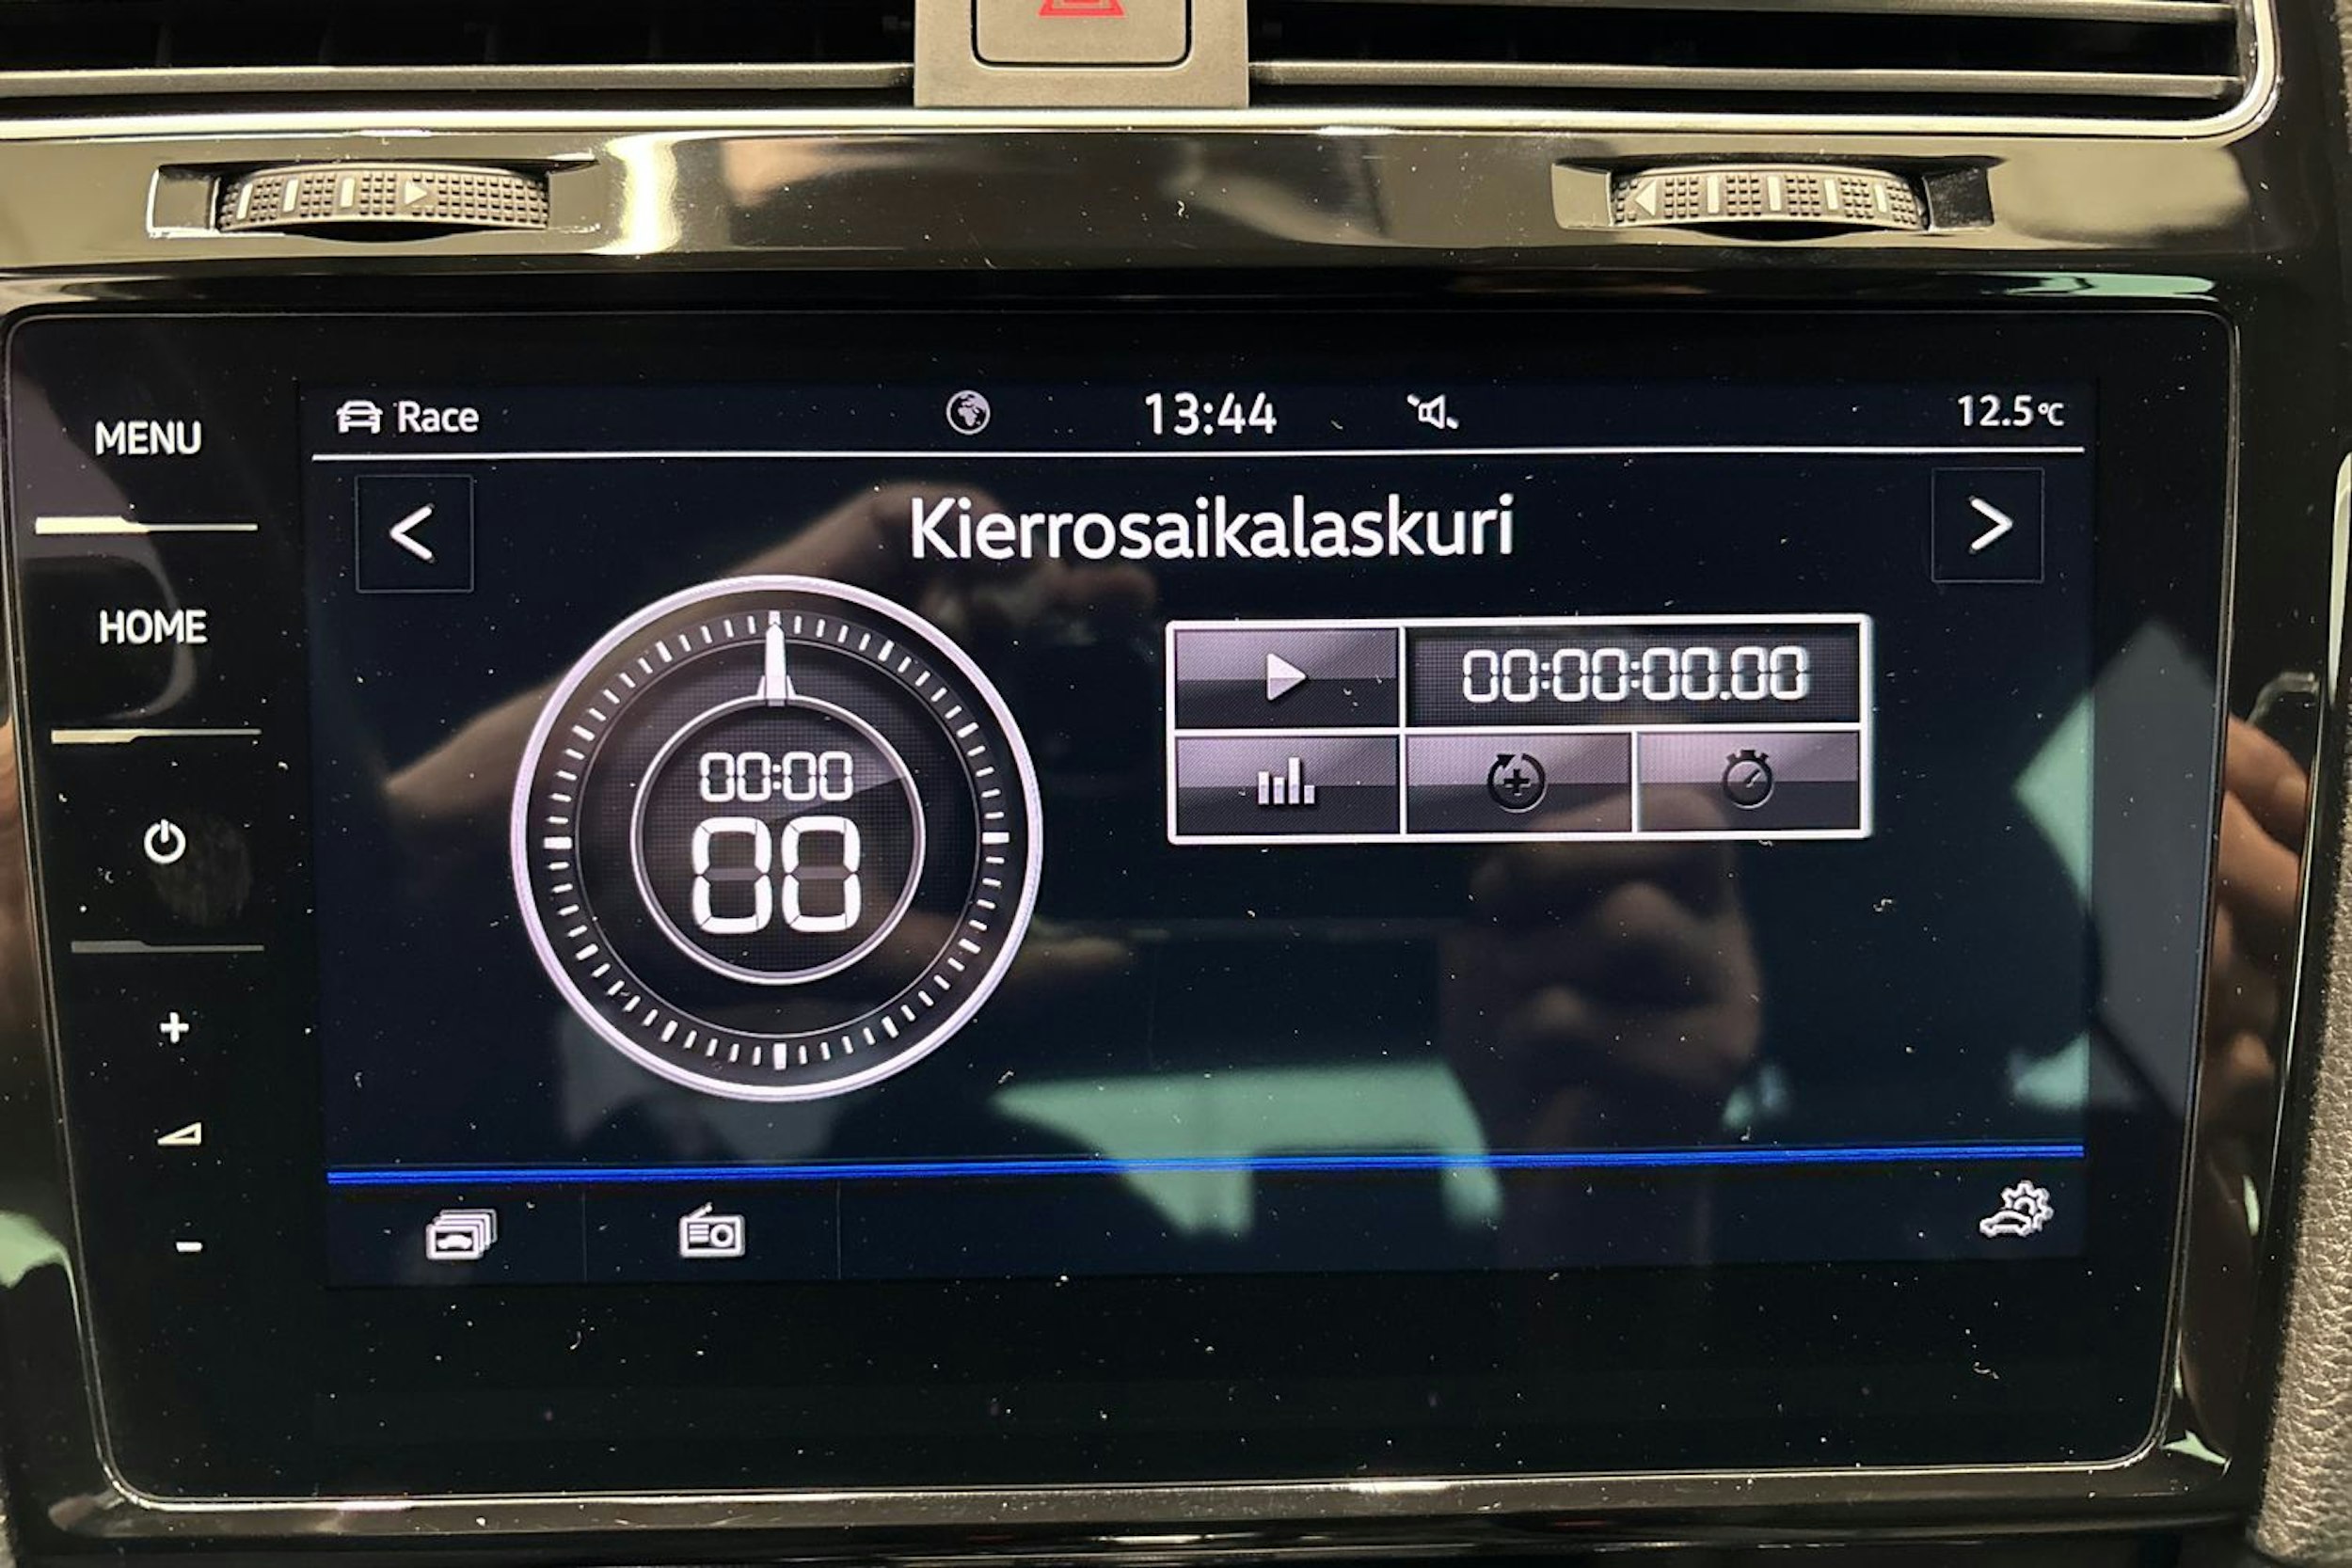 MENU
HOME
Race 13:44 12.5°C
Kierrosaikalaskuri
00:00
00
00:00:00.00